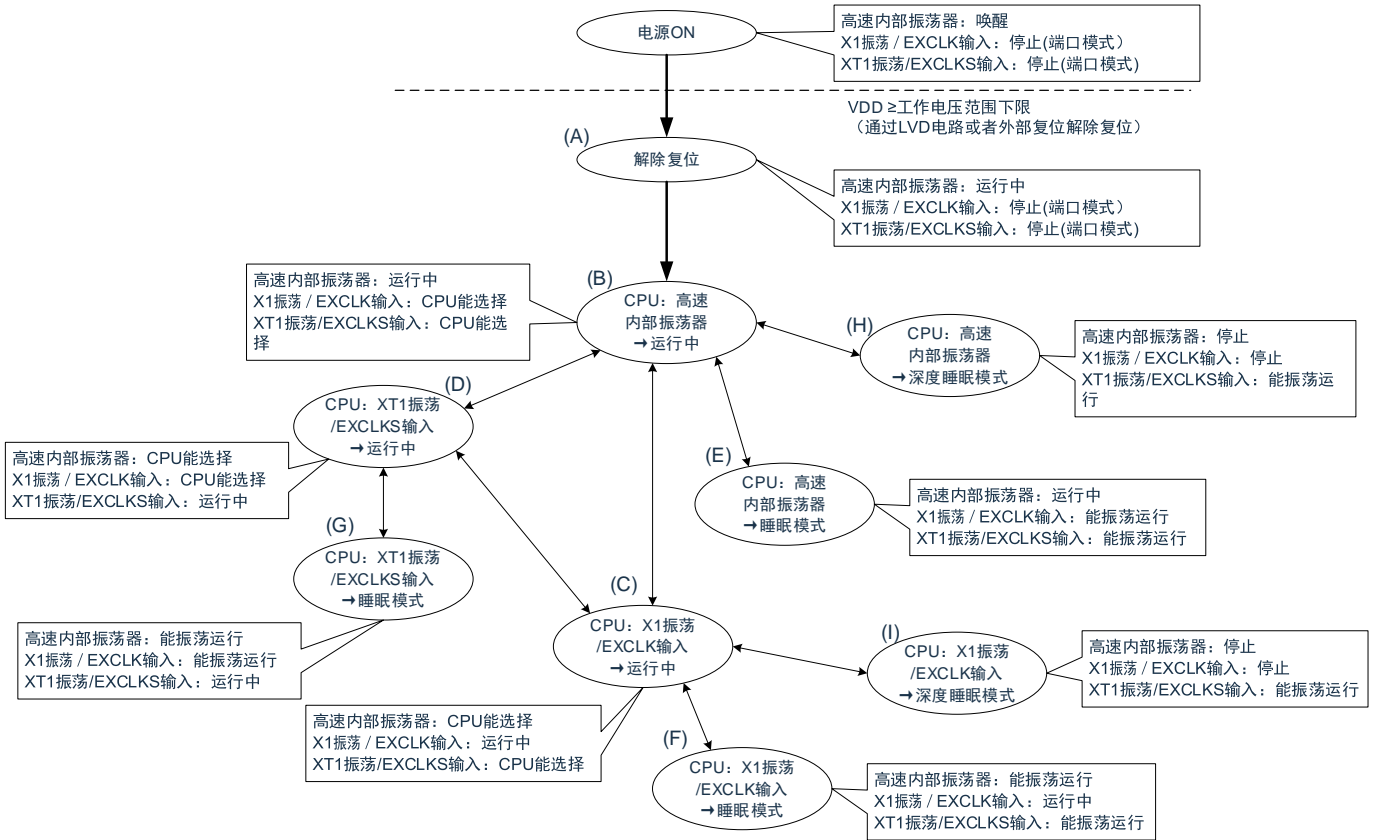 电源ON
高速内部振荡器：唤醒
X1振荡 / EXCLK输入：停止(端口模式）
XT1振荡/EXCLKS输入：停止(端口模式)
VDD ≥工作电压范围下限
（通过LVD电路或者外部复位解除复位）
(A)
解除复位
高速内部振荡器：运行中
X1振荡 / EXCLK输入：停止(端口模式）
XT1振荡/EXCLKS输入：停止(端口模式)
(B)
CPU：高速
内部振荡器
→运行中
高速内部振荡器：运行中
X1振荡 / EXCLK输入：CPU能选择
XT1振荡/EXCLKS输入：CPU能选
择
(H)
CPU：高速
内部振荡器
→深度睡眠模式
高速内部振荡器：停止
X1振荡 / EXCLK输入：停止
XT1振荡/EXCLKS输入：能振荡运
行
(D)
CPU：XT1振荡
/EXCLKS输入
→运行中
高速内部振荡器：CPU能选择
X1振荡 / EXCLK输入：CPU能选择
XT1振荡/EXCLKS输入：运行中
(E)
CPU：高速
内部振荡器
→睡眠模式
高速内部振荡器：运行中
X1振荡 / EXCLK输入：能振荡运行
XT1振荡/EXCLKS输入：能振荡运行
(G)
CPU：XT1振荡
/EXCLKS输入
→睡眠模式
高速内部振荡器：能振荡运行
X1振荡 / EXCLK输入：能振荡运行
XT1振荡/EXCLKS输入：运行中
(C)
CPU：X1振荡
/EXCLK输入
→运行中
高速内部振荡器：CPU能选择
X1振荡 / EXCLK输入：运行中
XT1振荡/EXCLKS输入：CPU能选择
(I)
CPU：X1振荡
/EXCLK输入
→深度睡眠模式
高速内部振荡器：停止
X1振荡 / EXCLK输入：停止
XT1振荡/EXCLKS输入：能振荡运行
(F)
CPU：X1振荡
/EXCLK输入
→睡眠模式
高速内部振荡器：能振荡运行
X1振荡 / EXCLK输入：运行中
XT1振荡/EXCLKS输入：能振荡运行